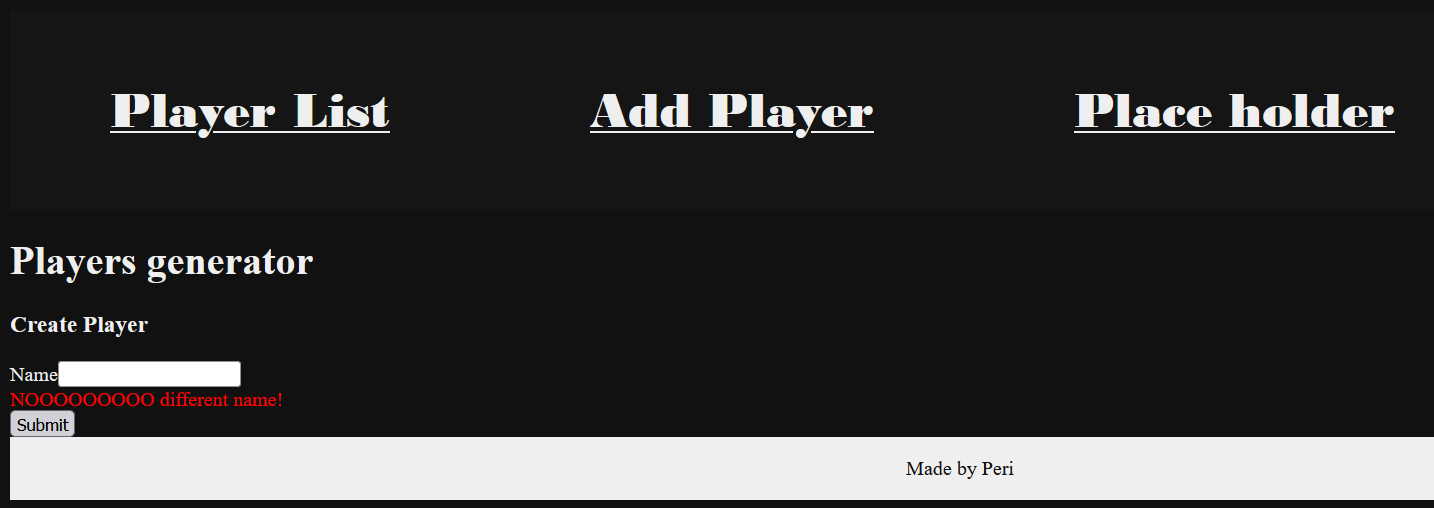 Player List Add Player Place holder
Players generator
Create Player
Name
NOOOOOOOOO different name!
Submit
Made by Peri